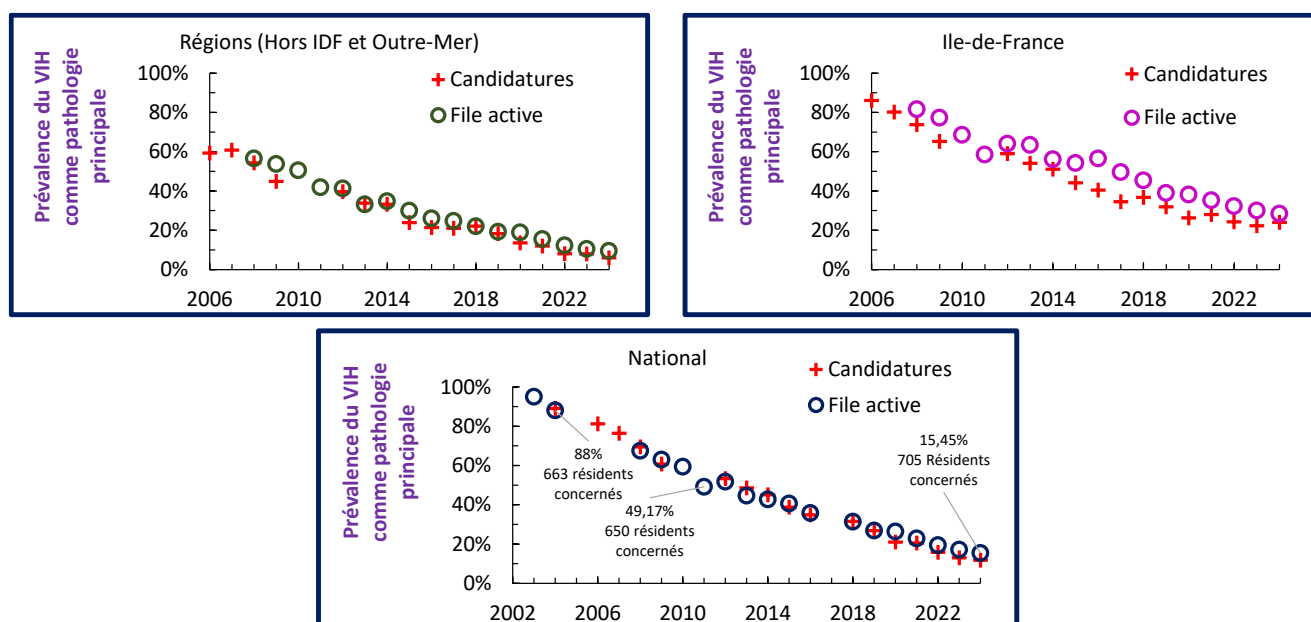 Régions (Hors IDF et Outre-Mer)
Prévalence du VIH
comme pathologie
principale
Candidatures
File active
100%
80%
60%
40%
20%
0%
2006 2010 2014 2018 2022
Ile-de-France
Prévalence du VIH
comme pathologie
principale
Candidatures
File active
100%
80%
60%
40%
20%
0%
2006 2010 2014 2018 2022
National
Prévalence du VIH
comme pathologie
principale
Candidatures
File active
100%
80%
60%
40%
20%
0%
88%
663 résidents
concernés
49,17%
650 résidents
concernés
15,45%
705 Résidents
concernés
2002 2006 2010 2014 2018 2022